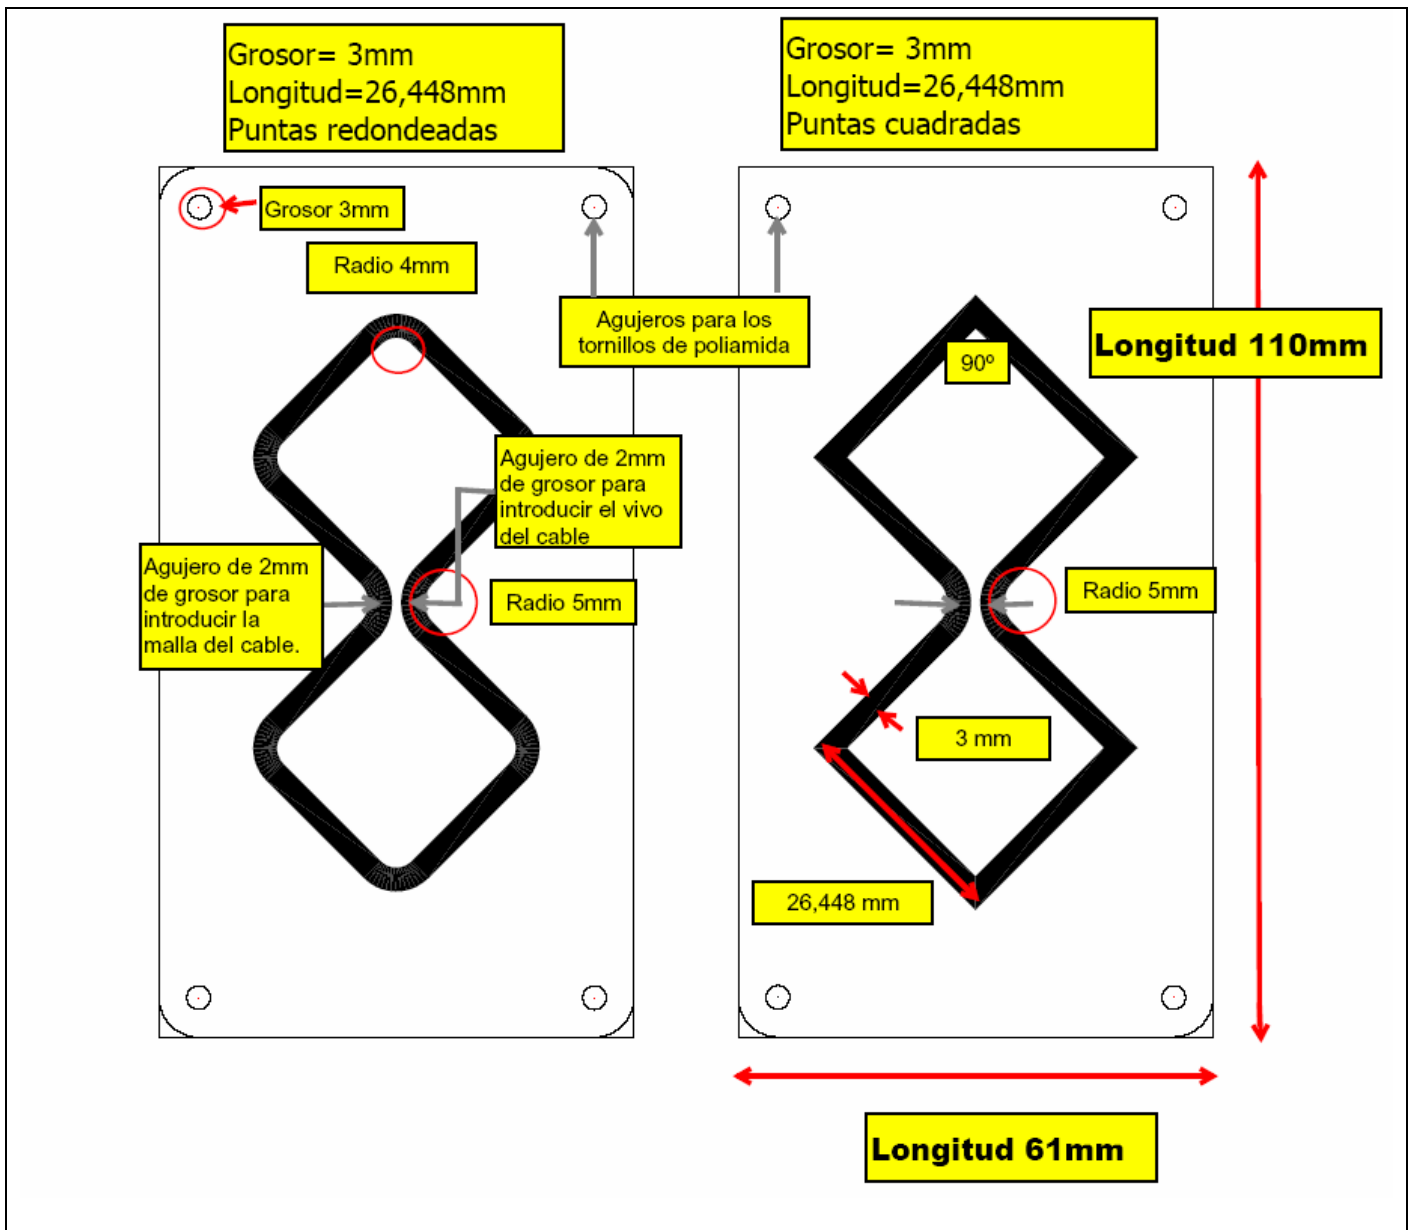 Grosor= 3mm
Longitud=26,448mm
Puntas redondeadas
Grosor= 3mm
Longitud=26,448mm
Puntas cuadradas
Grosor 3mm
Radio 4mm
Agujeros para los
tornillos de poliamida
90º
Longitud 110mm
Agujero de 2mm
de grosor para
introducir el vivo
del cable
Agujero de 2mm
de grosor para
introducir la
malla del cable.
Radio 5mm
Radio 5mm
3 mm
26,448 mm
Longitud 61mm